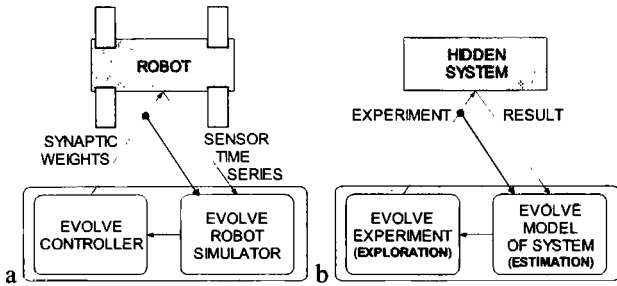 ROBOT
SYNAPTIC
WEIGHTS
SENSOR
TIME
SERIES
EVOLVE
CONTROLLER
EVOLVE
ROBOT
SIMULATOR
a
HIDDEN
SYSTEM
EXPERIMENT
RESULT
EVOLVE
EXPERIMENT
(EXPLORATION)
EVOLVE
MODEL
OF SYSTEM
(ESTIMATION)
b